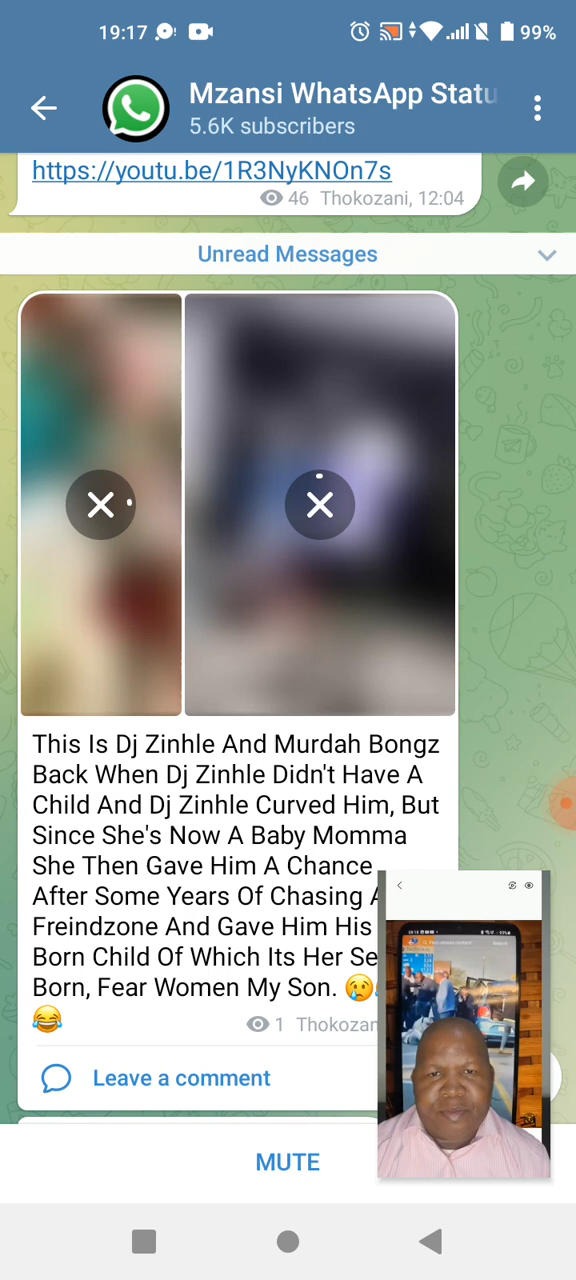 19:17
99%
Mzansi WhatsApp Statu
5.6K subscribers
https://youtu.be/1R3NyKNOn7s
46 Thokozani, 12:04
Unread Messages
This Is Dj Zinhle And Murdah Bongz
Back When Dj Zinhle Didn't Have A
Child And Dj Zinhle Curved Him, But
Since She's Now A Baby Momma
She Then Gave Him A Chance
After Some Years Of Chasing A
Freindzone And Gave Him His
Born Child Of Which Its Her Se
Born, Fear Women My Son. 😢
😂
1 Thokozan
Leave a comment
MUTE